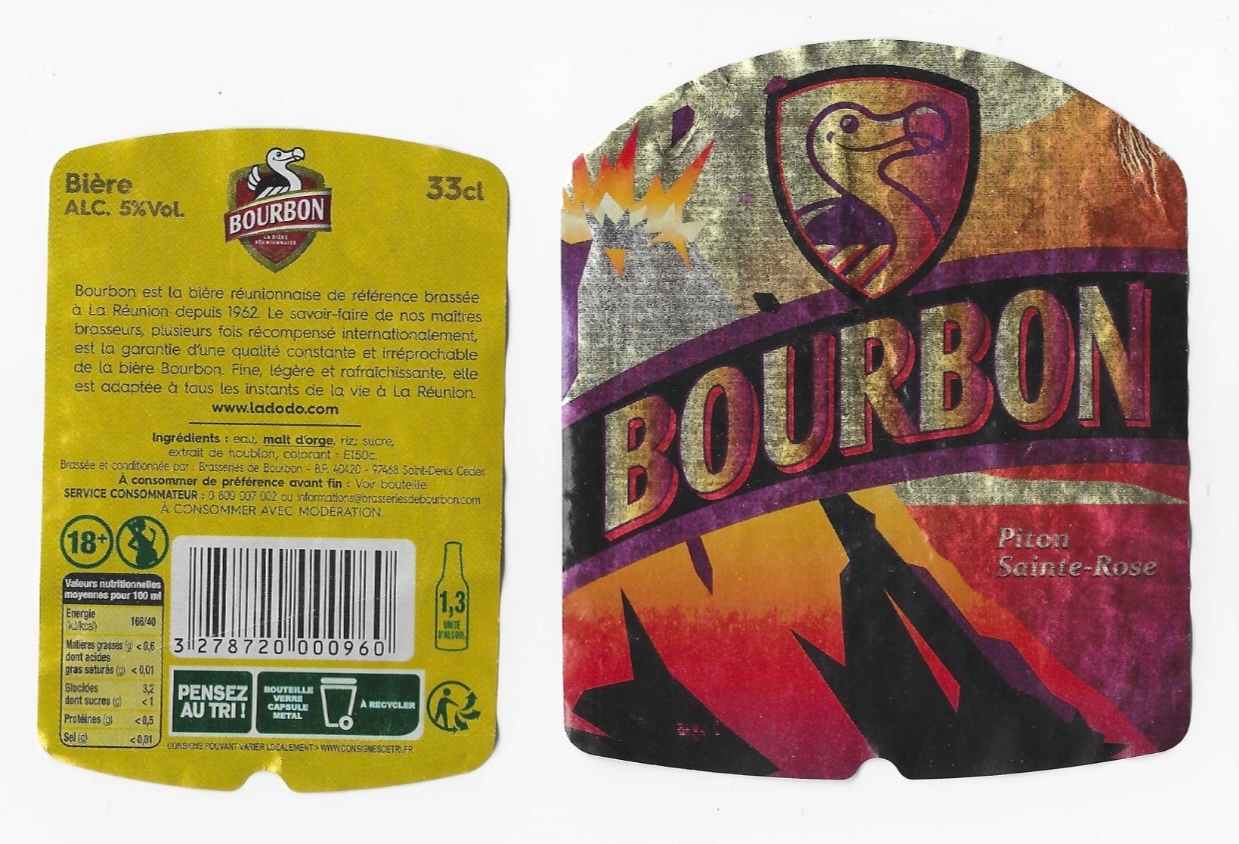 Bière
ALC. 5%Vol.
33cl
BOURBON
LA BIÈRE
RÉUNIONNAISE
Bourbon est la bière réunionnaise de référence brassée
à La Réunion depuis 1962. Le savoir-faire de nos maîtres
brasseurs, plusieurs fois récompensé internationalement,
est la garantie d'une qualité constante et irréprochable
de la bière Bourbon. Fine, légère et rafraîchissante, elle
est adaptée à tous les instants de la vie à La Réunion.
www.ladodo.com
Ingrédients : eau, malt d'orge, riz, sucre,
extrait de houblon, colorant : E150c.
Brassée et conditionnée par : Brasseries de Bourbon - B.P. 40420 - 97468 Saint-Denis Cedex
À consommer de préférence avant fin : Voir bouteille
SERVICE CONSOMMATEUR : 0 800 007 002 ou informations@brasseriesdebourbon.com
À CONSOMMER AVEC MODÉRATION.
18+
Valeurs nutritionnelles
moyennes pour 100 ml
Énergie
(kJ/kcal) 166/40
Matières grasses (g) < 0,6
dont acides
gras saturés (g) < 0,01
Glucides 3,2
dont sucres (g) < 1
Protéines (g) < 0,5
Sel (g) < 0,01
3 278720 000960
1,3
UNITÉ
D'ALCOOL
PENSEZ
AU TRI !
BOUTEILLE
VERRE
CAPSULE
METAL
À RECYCLER
CONSIGNE POUVANT VARIER LOCALEMENT > WWW.CONSIGNESDETRI.FR
BOURBON
Piton
Sainte-Rose